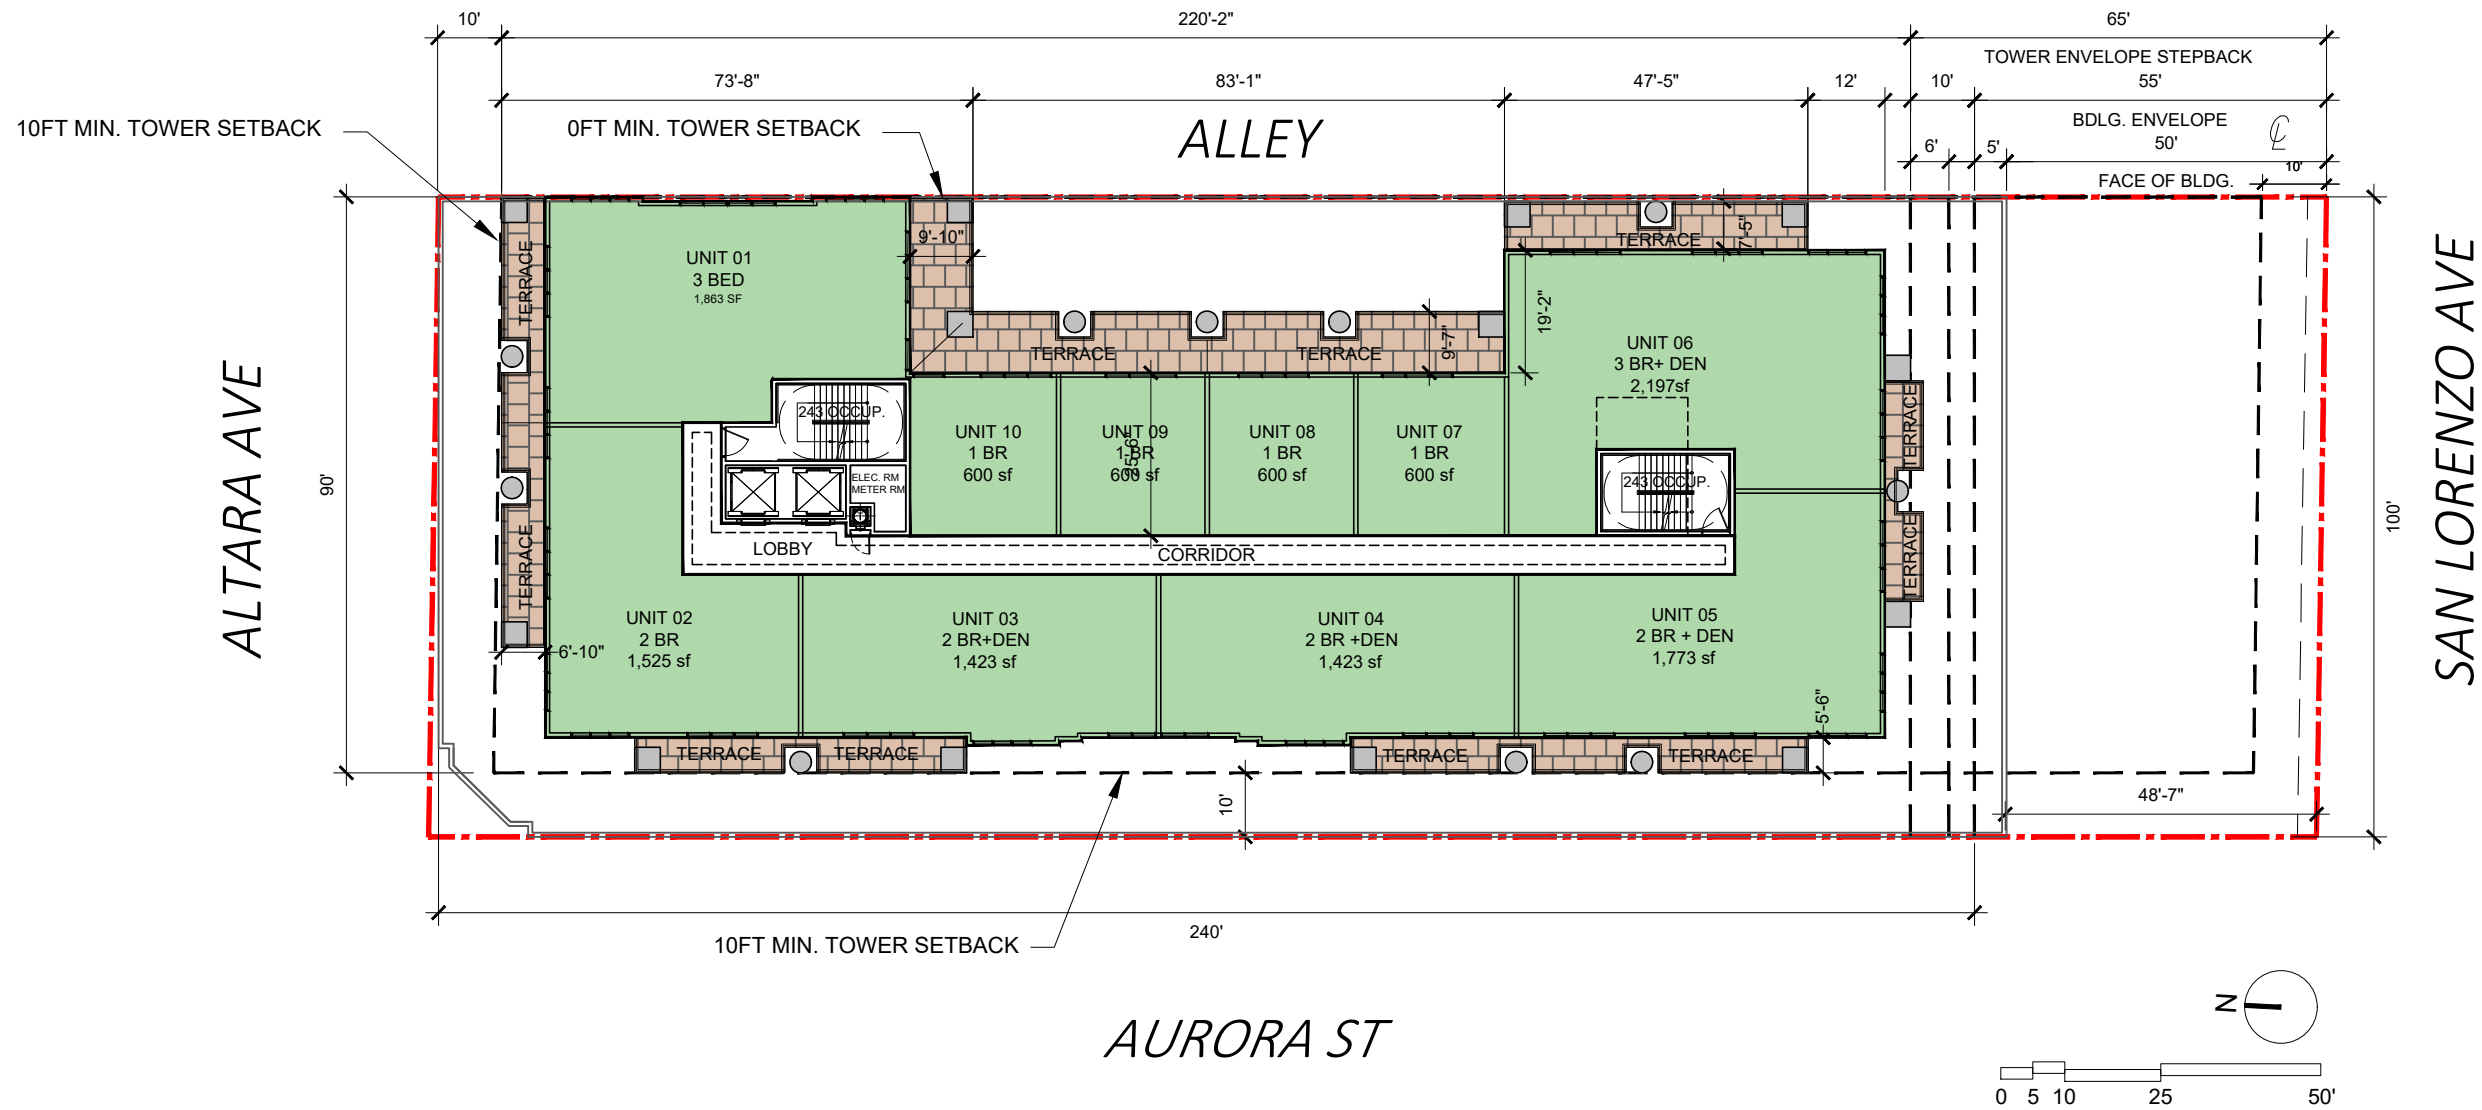 10'
220'-2"
65'
TOWER ENVELOPE STEPBACK
73'-8"
83'-1"
47'-5"
12'
10'
55'
10FT MIN. TOWER SETBACK
0FT MIN. TOWER SETBACK
ALLEY
BDLG. ENVELOPE
6'
5'
50'
10'
FACE OF BLDG.
TERRACE
UNIT 01
3 BED
1,863 SF
9'-10"
TERRACE
7'-5"
19'-2"
TERRACE
TERRACE
9'-7"
UNIT 06
3 BR+ DEN
2,197sf
ALTARA AVE
90'
SAN LORENZO AVE
100'
243 OCCUP.
UNIT 10
1 BR
600 sf
UNIT 09
1 BR
600 sf
25'-6"
UNIT 08
1 BR
600 sf
UNIT 07
1 BR
600 sf
TERRACE
243 OCCUP.
ELEC. RM
METER RM
TERRACE
LOBBY
CORRIDOR
TERRACE
UNIT 02
2 BR
1,525 sf
6'-10"
UNIT 03
2 BR+DEN
1,423 sf
UNIT 04
2 BR +DEN
1,423 sf
UNIT 05
2 BR + DEN
1,773 sf
5'-6"
TERRACE
TERRACE
TERRACE
TERRACE
10'
48'-7"
240'
10FT MIN. TOWER SETBACK
AURORA ST
N
0 5 10 25 50'